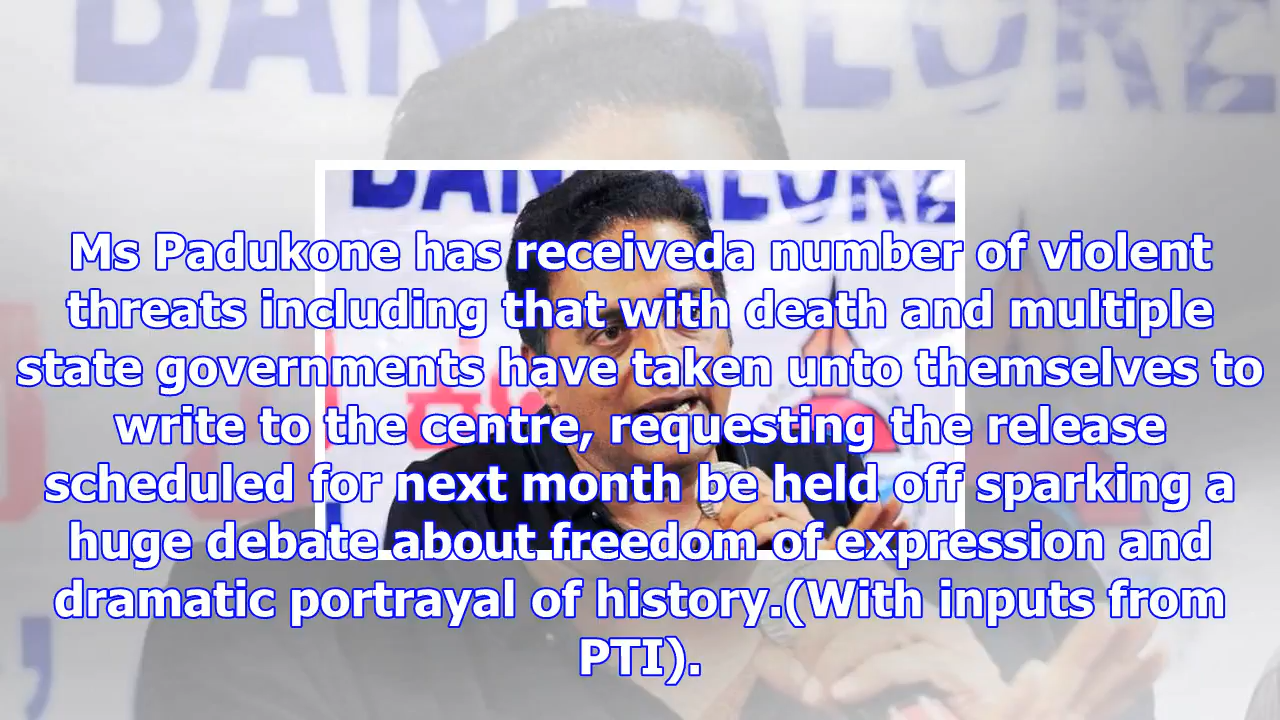 BANGALORE
BANGALORE
Ms Padukone has receiveda number of violent
threats including that with death and multiple
state governments have taken unto themselves to
write to the centre, requesting the release
scheduled for next month be held off sparking a
huge debate about freedom of expression and
dramatic portrayal of history.(With inputs from
PTI).